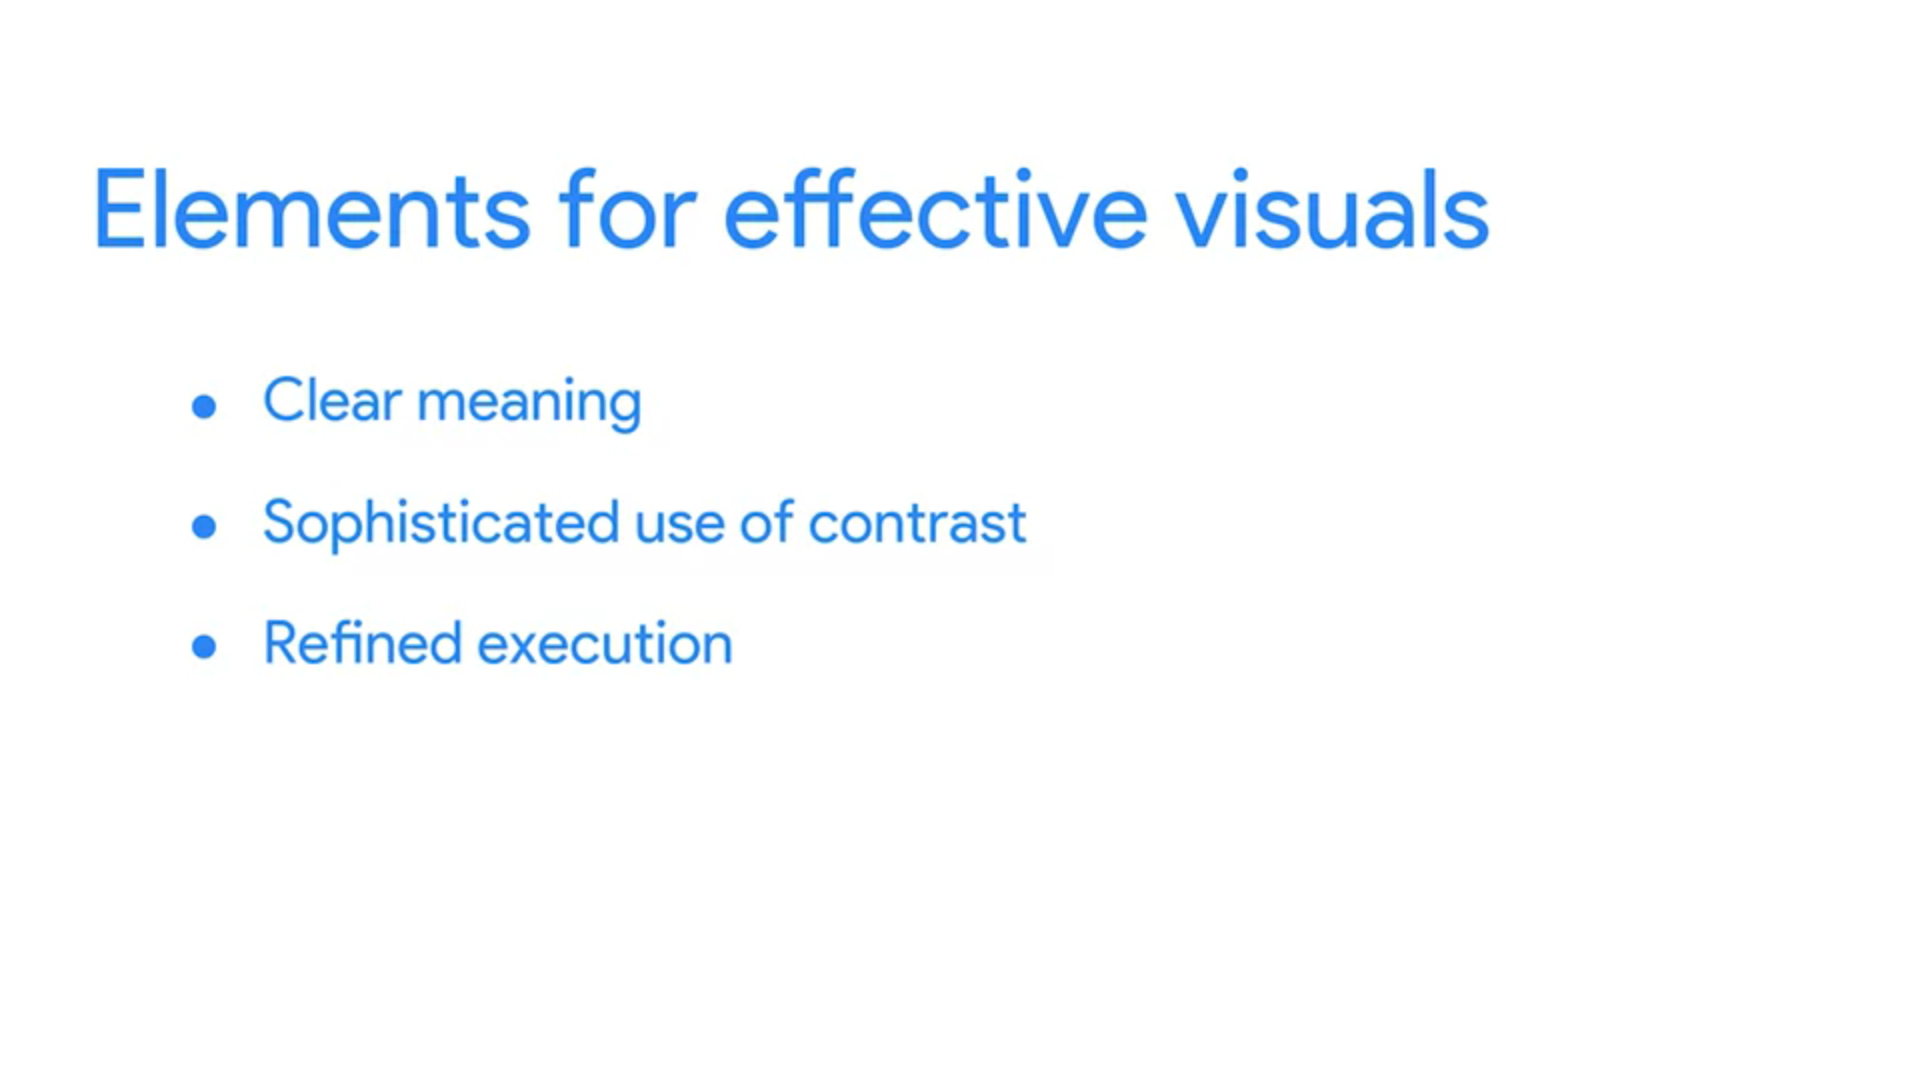 Elements for effective visuals
● Clear meaning
● Sophisticated use of contrast
● Refined execution